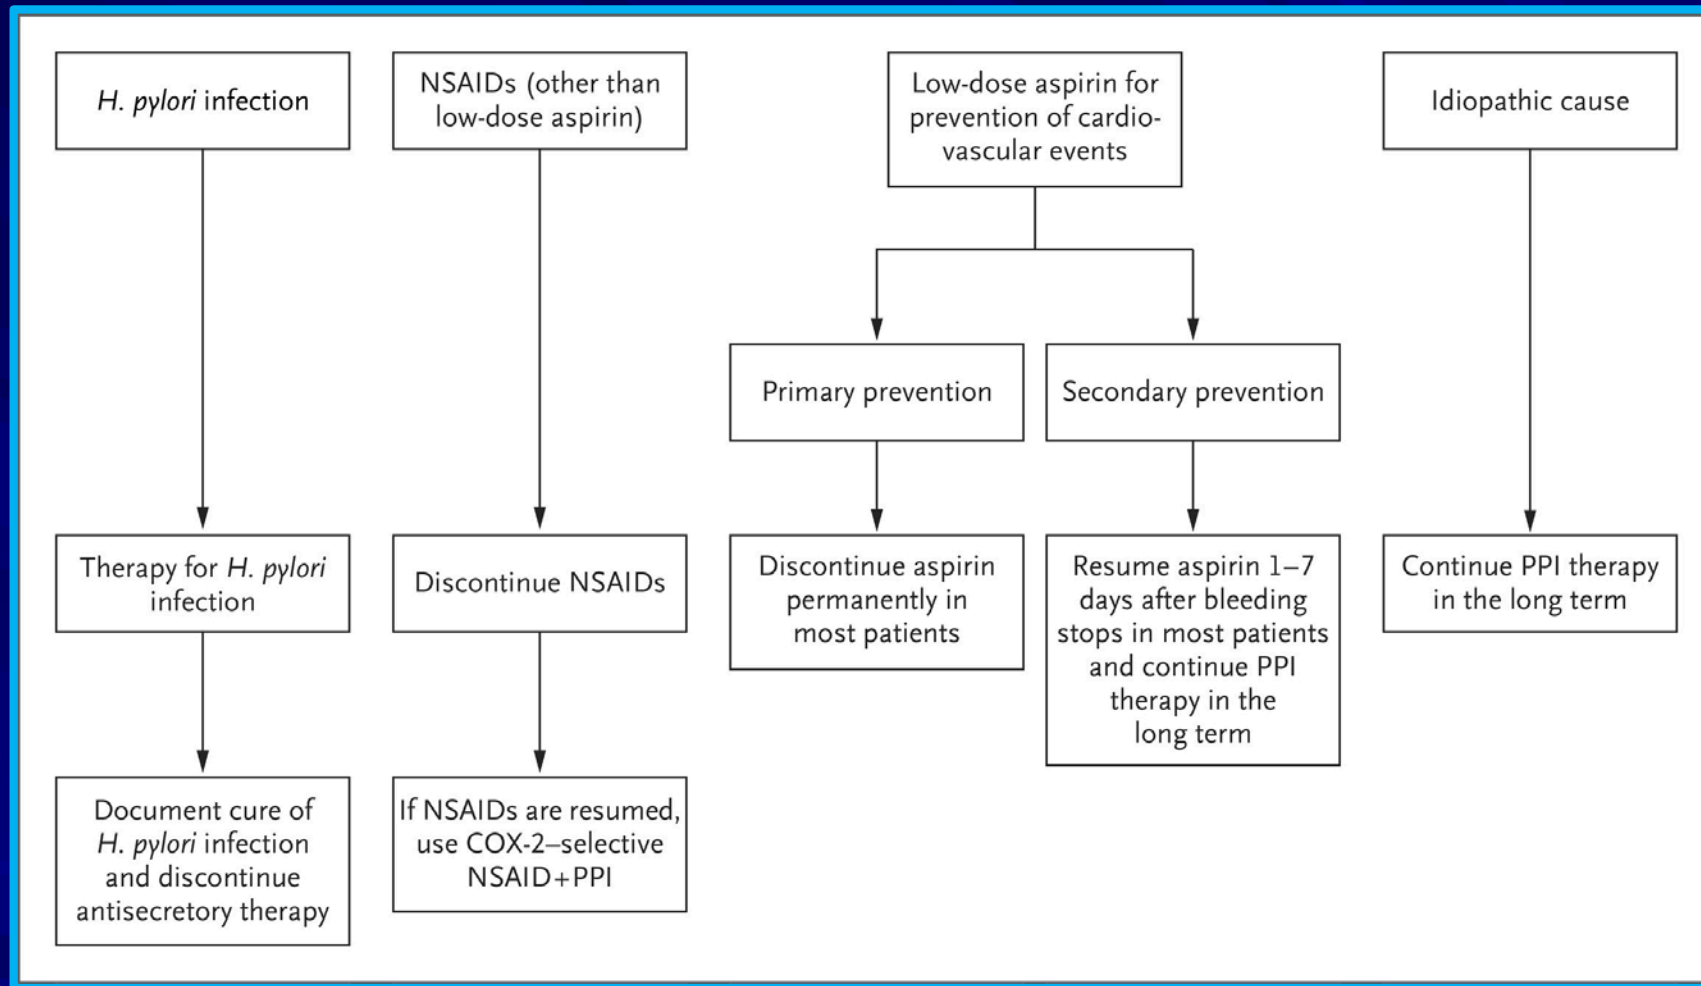 H. pylori infection
NSAIDs (other than
low-dose aspirin)
Low-dose aspirin for
prevention of cardio-
vascular events
Idiopathic cause
Primary prevention
Secondary prevention
Therapy for H. pylori
infection
Discontinue NSAIDs
Discontinue aspirin
permanently in
most patients
Resume aspirin 1–7
days after bleeding
stops in most patients
and continue PPI
therapy in the
long term
Continue PPI therapy
in the long term
Document cure of
H. pylori infection
and discontinue
antisecretory therapy
If NSAIDs are resumed,
use COX-2–selective
NSAID+PPI